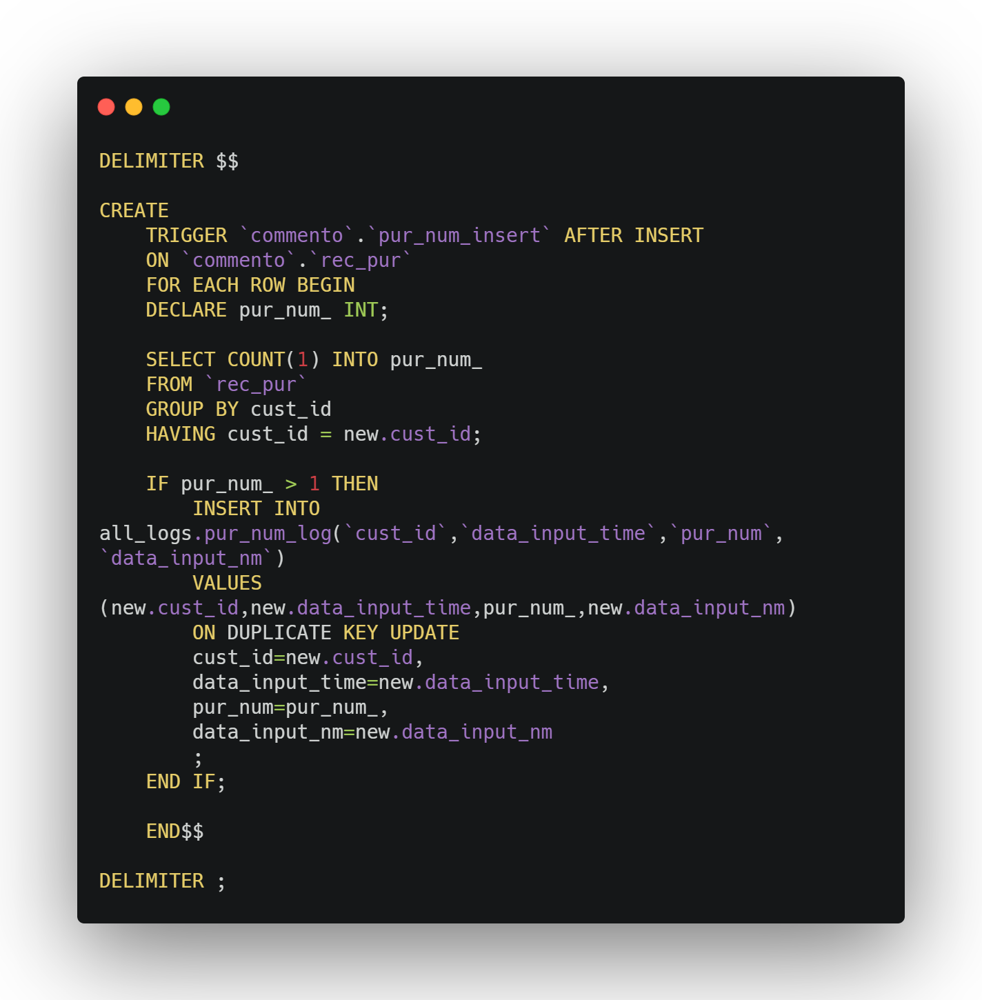 DELIMITER $$
CREATE
TRIGGER `commento`.`pur_num_insert` AFTER INSERT
ON `commento`.`rec_pur`
FOR EACH ROW BEGIN
DECLARE pur_num_ INT;
SELECT COUNT(1) INTO pur_num_
FROM `rec_pur`
GROUP BY cust_id
HAVING cust_id = new.cust_id;
IF pur_num_ > 1 THEN
INSERT INTO
all_logs.pur_num_log(`cust_id`,`data_input_time`,`pur_num`,
`data_input_nm`)
VALUES
(new.cust_id,new.data_input_time,pur_num_,new.data_input_nm)
ON DUPLICATE KEY UPDATE
cust_id=new.cust_id,
data_input_time=new.data_input_time,
pur_num=pur_num_,
data_input_nm=new.data_input_nm
;
END IF;
END$$
DELIMITER ;